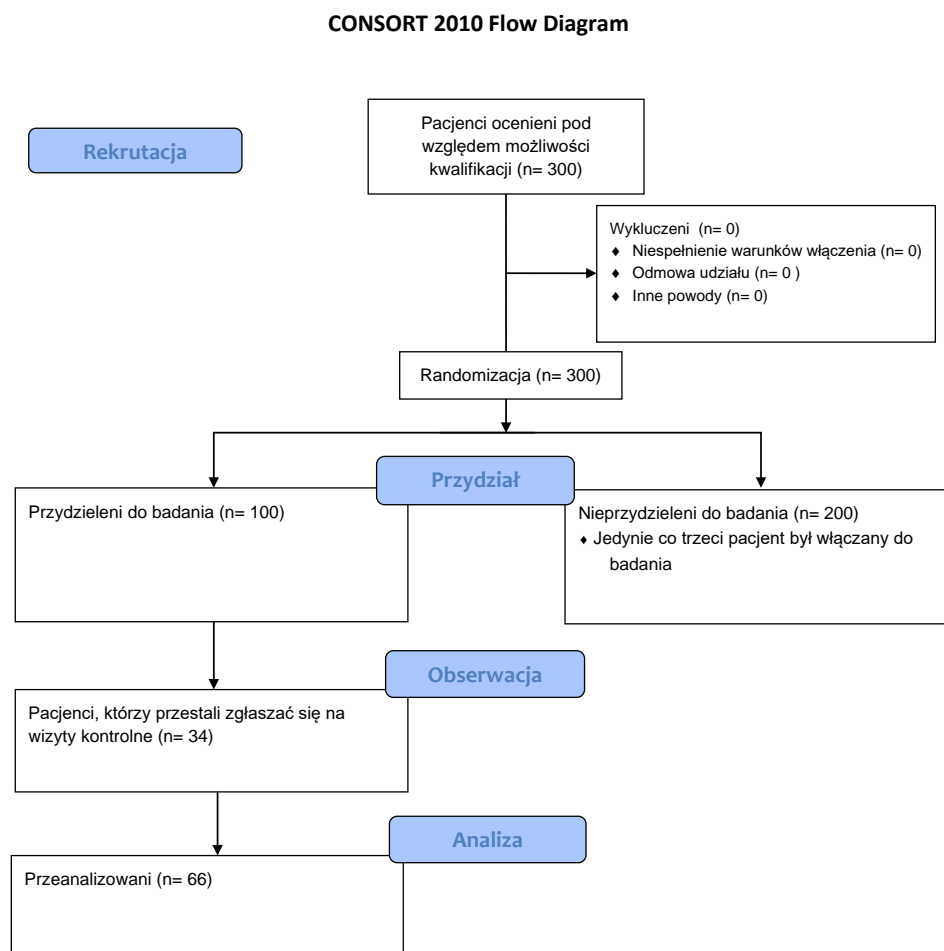 CONSORT 2010 Flow Diagram
Rekrutacja
Pacjenci ocenieni pod
względem możliwości
kwalifikacji (n= 300)
Wykluczeni  (n= 0)
♦ Niespełnienie warunków włączenia (n= 0)
♦ Odmowa udziału (n= 0 )
♦ Inne powody (n= 0)
Randomizacja (n= 300)
Przydział
Przydzieleni do badania (n= 100)
Nieprzydzieleni do badania (n= 200)
♦ Jedynie co trzeci pacjent był włączany do
badania
Obserwacja
Pacjenci, którzy przestali zgłaszać się na
wizyty kontrolne (n= 34)
Analiza
Przeanalizowani (n= 66)